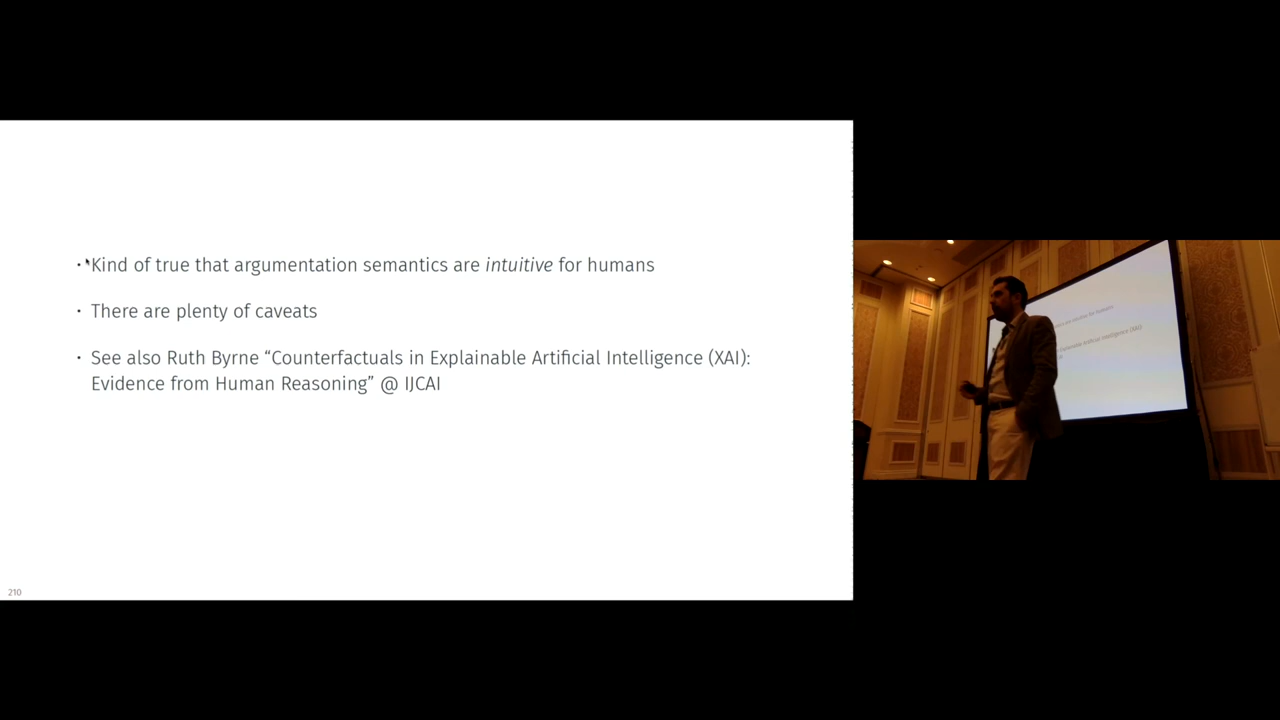 · Kind of true that argumentation semantics are intuitive for humans
· There are plenty of caveats
· See also Ruth Byrne “Counterfactuals in Explainable Artificial Intelligence (XAI):
Evidence from Human Reasoning” @ IJCAI
210